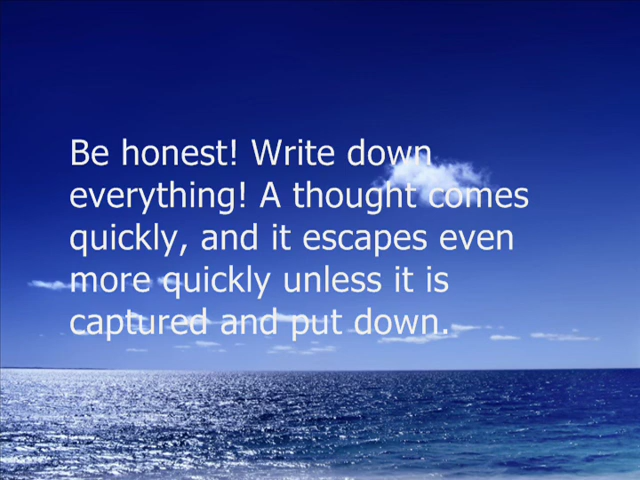 Be honest! Write down
everything! A thought comes
quickly, and it escapes even
more quickly unless it is
captured and put down.